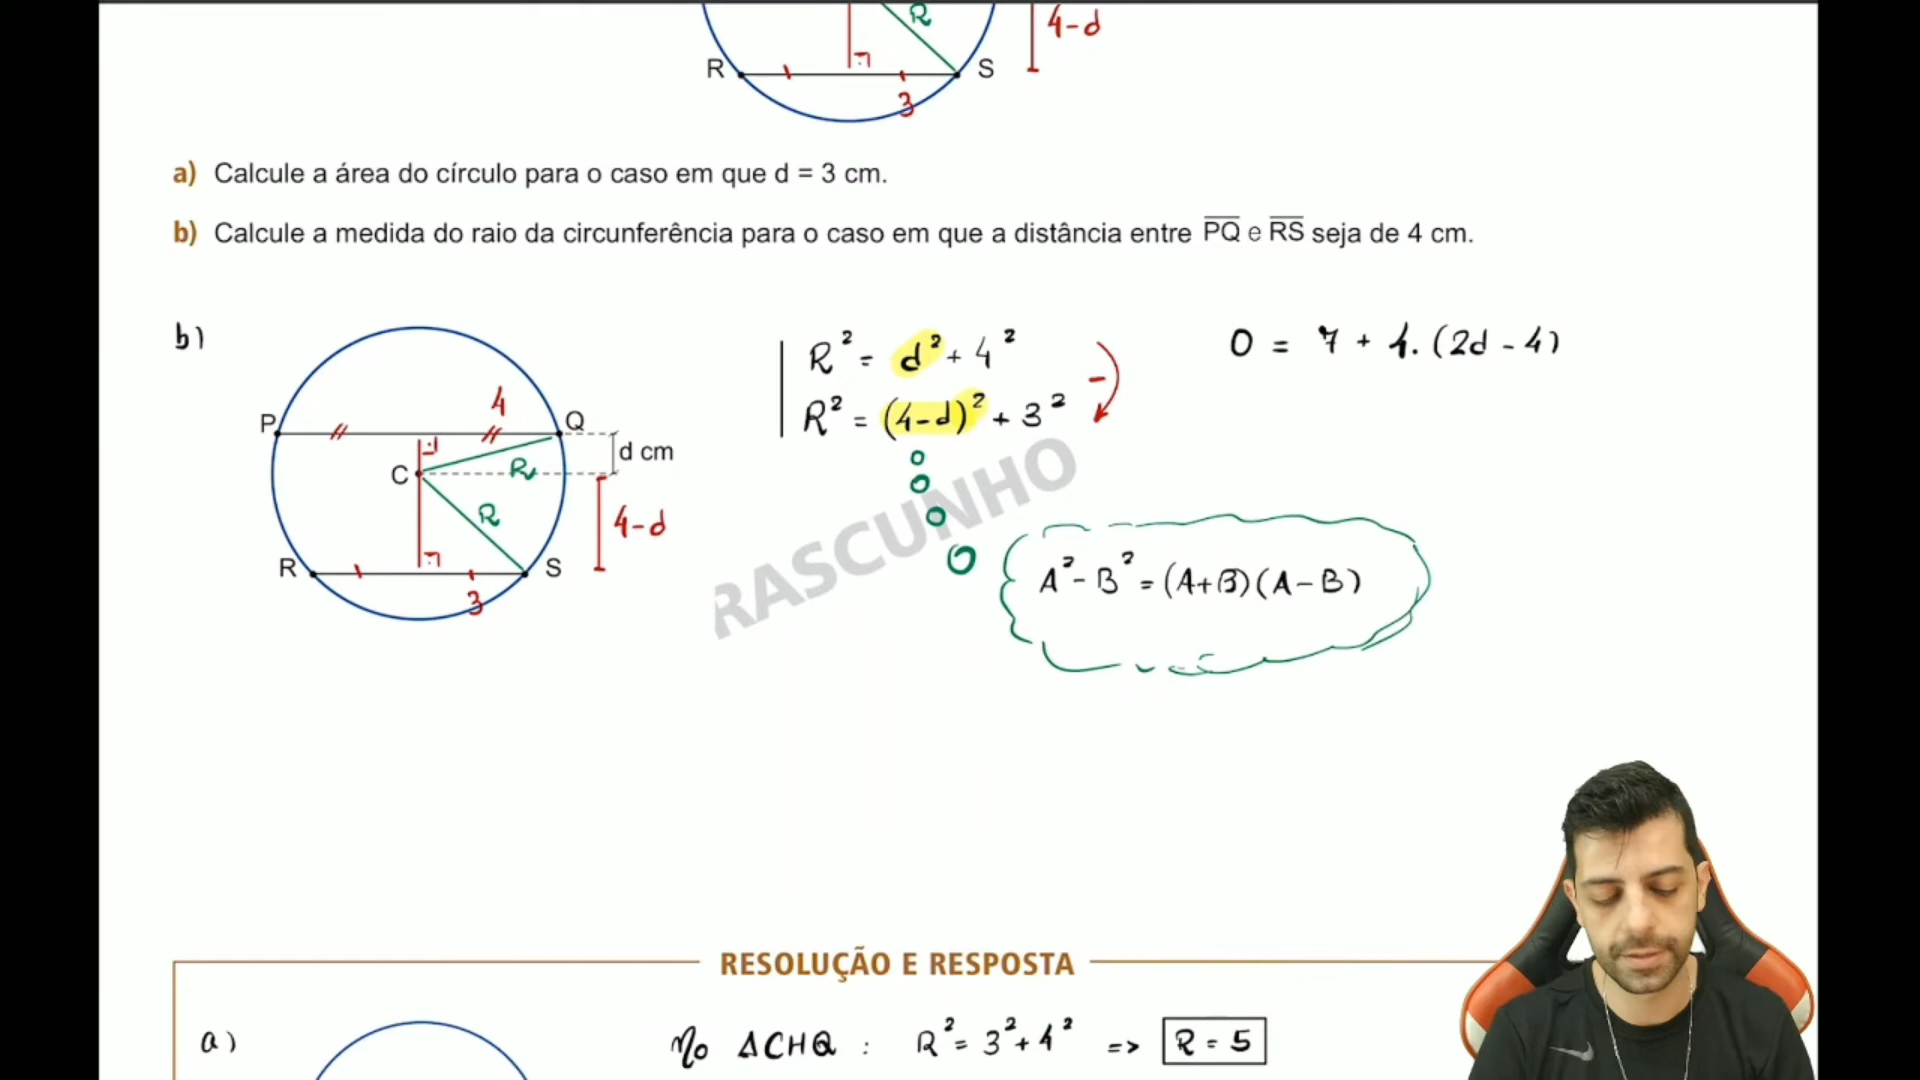 R
4-d
R
S
3
a) Calcule a área do círculo para o caso em que d = 3 cm.
b) Calcule a medida do raio da circunferência para o caso em que a distância entre PQ e RS seja de 4 cm.
b)
R² = d² + 4²
0 = 7 + 4.(2d - 4)
R² = (4-d)² + 3²
-
4
P
Q
d cm
C
R
R
4-d
R
S
3
RASCUNHO
A² - B² = (A+B)(A-B)
RESOLUÇÃO E RESPOSTA
a)
No ΔCHQ : R² = 3² + 4² => R = 5